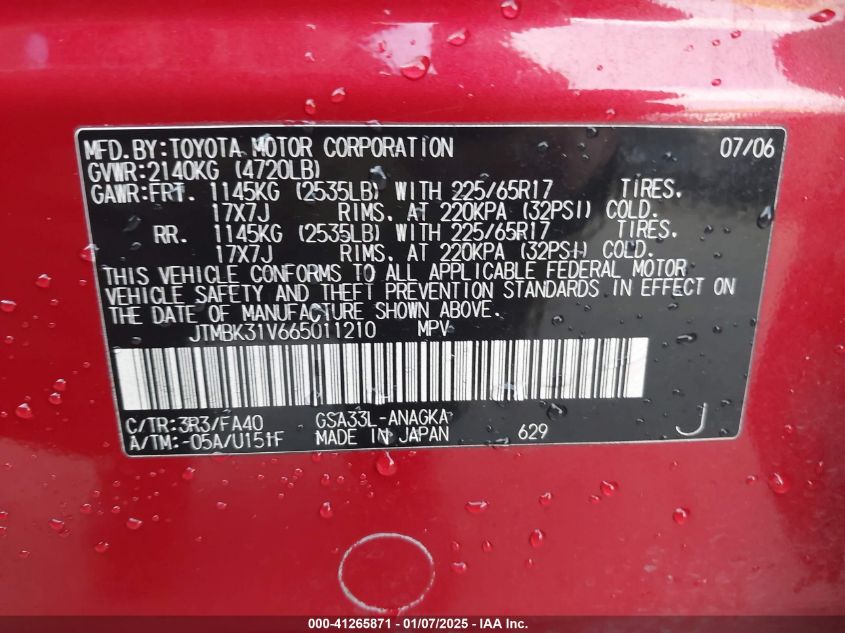 MFD.BY:TOYOTA MOTOR CORPORATION 07/06
GVWR:2140KG (4720LB)
GAWR:FRT. 1145KG (2535LB) WITH 225/65R17 TIRES.
17X7J RIMS. AT 220KPA (32PSI) COLD.
RR. 1145KG (2535LB) WITH 225/65R17 TIRES.
17X7J RIMS. AT 220KPA (32PSI) COLD.
THIS VEHICLE CONFORMS TO ALL APPLICABLE FEDERAL MOTOR
VEHICLE SAFETY AND THEFT PREVENTION STANDARDS IN EFFECT ON
THE DATE OF MANUFACTURE SHOWN ABOVE.
JTMBK31V665011210 MPV
C/TR:3R3/FA40 GSA33L-ANAGKA
A/TM:-05A/U151F MADE IN JAPAN 629 J
000-41265871 - 01/07/2025 - IAA Inc.